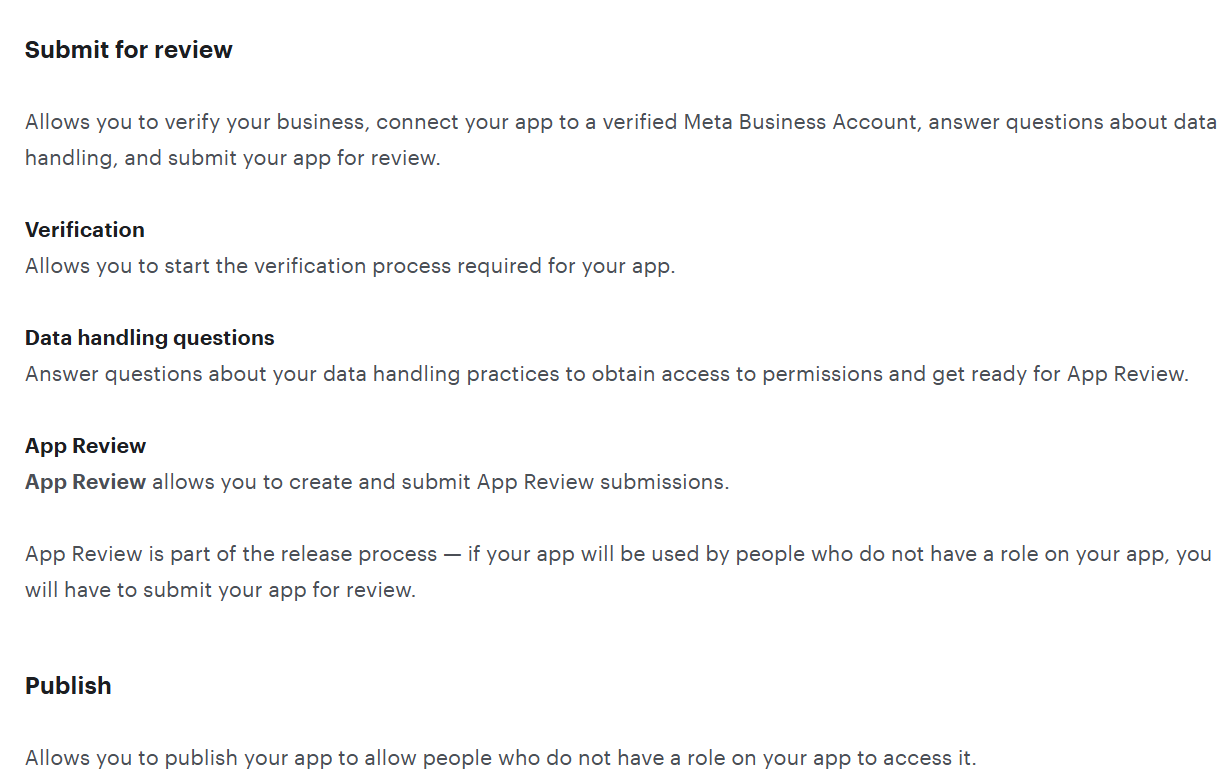 Submit for review
Allows you to verify your business, connect your app to a verified Meta Business Account, answer questions about data
handling, and submit your app for review.
Verification
Allows you to start the verification process required for your app.
Data handling questions
Answer questions about your data handling practices to obtain access to permissions and get ready for App Review.
App Review
App Review allows you to create and submit App Review submissions.
App Review is part of the release process — if your app will be used by people who do not have a role on your app, you
will have to submit your app for review.
Publish
Allows you to publish your app to allow people who do not have a role on your app to access it.